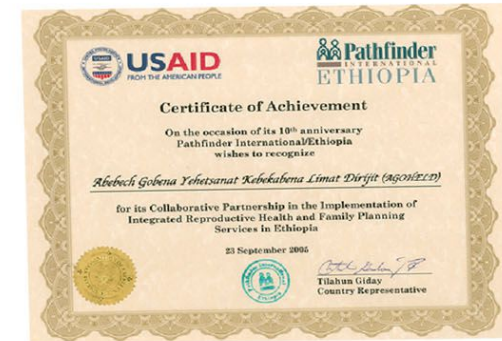 USAID
FROM THE AMERICAN PEOPLE
Pathfinder
INTERNATIONAL
ETHIOPIA
Certificate of Achievement
On the occasion of its 10th anniversary
Pathfinder International/Ethiopia
wishes to recognize
Abebech Gobena Yehetsanat Kebekabena Limat Dirijit (AGOHELD)
for its Collaborative Partnership in the Implementation of
Integrated Reproductive Health and Family Planning
Services in Ethiopia
23 September 2005
Tilahun Giday
Country Representative